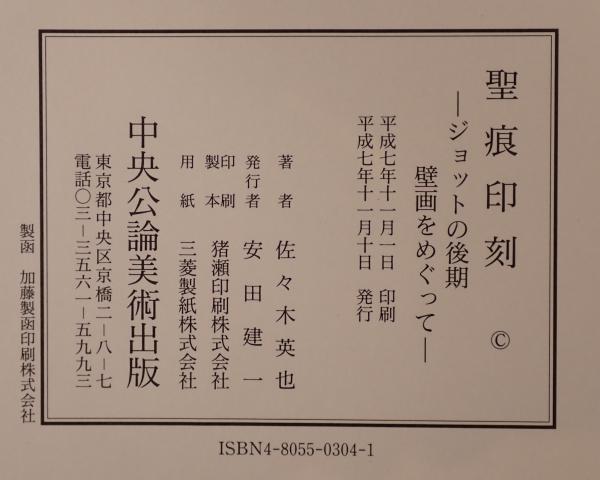 聖痕印刻 ©
―ジョットの後期
壁画をめぐって―
平成七年十一月一日 印刷
平成七年十一月十日 発行
著者 佐々木英也
発行者 安田建一
印刷製本 猪瀬印刷株式会社
用紙 三菱製紙株式会社
中央公論美術出版
東京都中央区京橋二−八−七
電話〇三−三五六一−五九九三
製函 加藤製函印刷株式会社
ISBN4-8055-0304-1